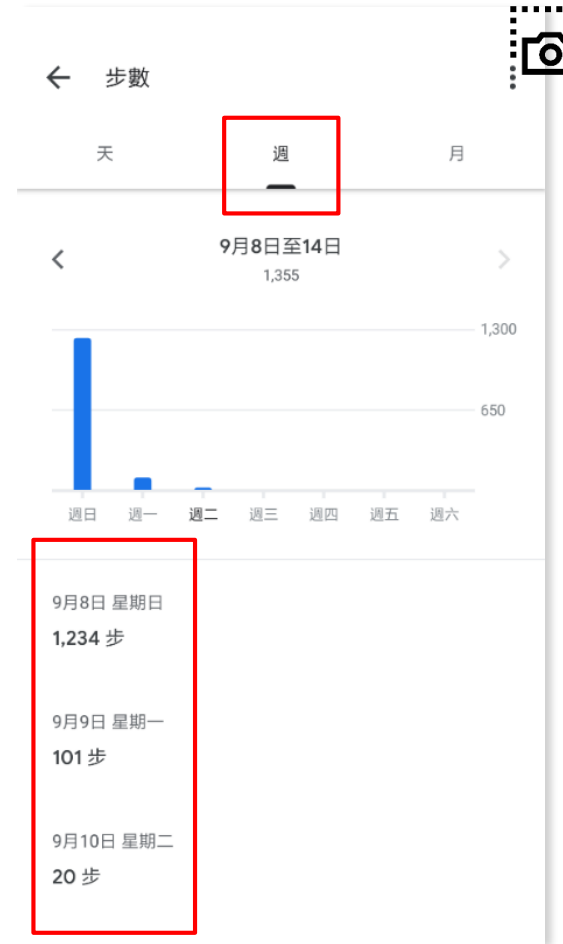 步數
天 週 月
9月8日至14日
1,355
1,300
650
週日 週一 週二 週三 週四 週五 週六
9月8日 星期日
1,234 步
9月9日 星期一
101 步
9月10日 星期二
20 步